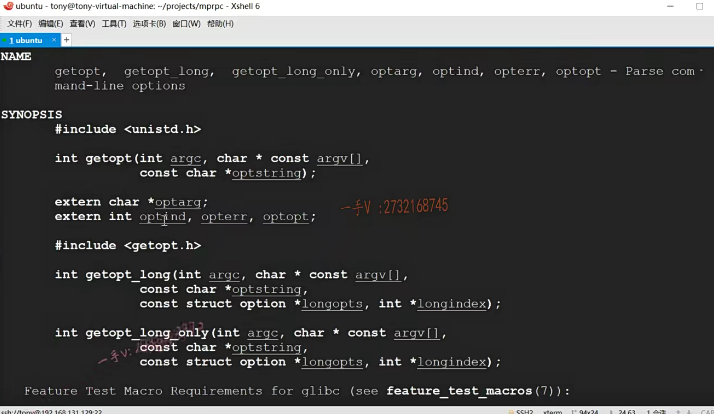 ubuntu - tony@tony-virtual-machine: ~/projects/mprpc - Xshell 6
文件(F) 编辑(E) 查看(V) 工具(T) 选项卡(B) 窗口(W) 帮助(H)
1 ubuntu × +
NAME
getopt, getopt_long, getopt_long_only, optarg, optind, opterr, optopt - Parse com-
mand-line options
SYNOPSIS
#include <unistd.h>
int getopt(int argc, char * const argv[],
const char *optstring);
extern char *optarg;
extern int optind, opterr, optopt;
一手V :2732168745
#include <getopt.h>
int getopt_long(int argc, char * const argv[],
const char *optstring,
const struct option *longopts, int *longindex);
int getopt_long_only(int argc, char * const argv[],
一手V:
const char *optstring,
const struct option *longopts, int *longindex);
Feature Test Macro Requirements for glibc (see feature_test_macros(7)):
ssh://tony@192.168.131.129:22 SSH2 xterm 94x24 24,63 1 会话